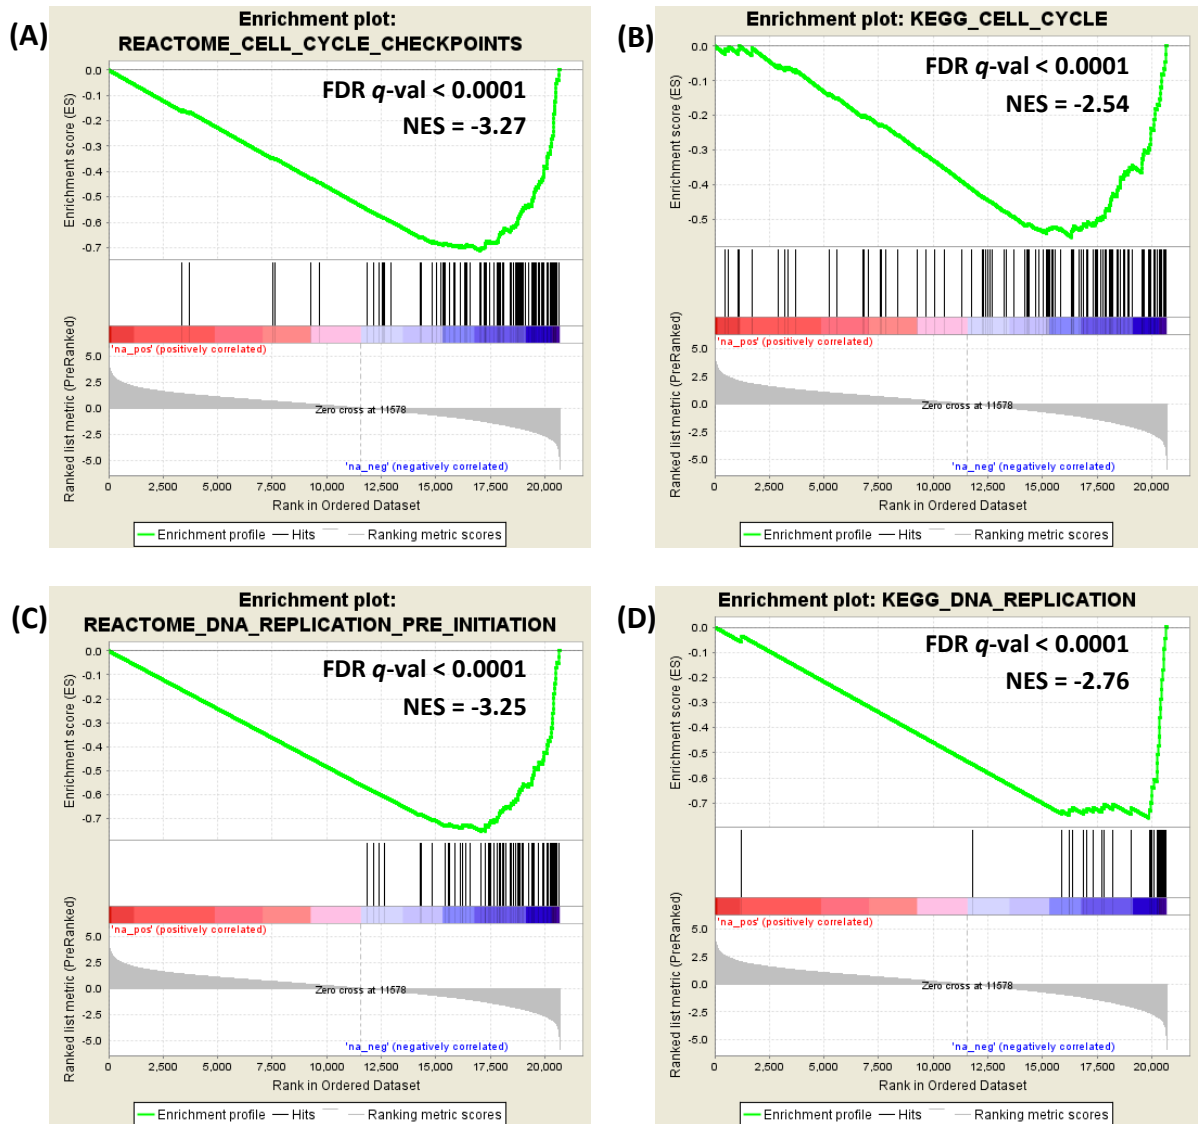 (A)
Enrichment plot:
REACTOME_CELL_CYCLE_CHECKPOINTS
FDR q-val < 0.0001
NES = -3.27
Enrichment score (ES)
0.0
-0.1
-0.2
-0.3
-0.4
-0.5
-0.6
-0.7
'na_pos' (positively correlated)
Ranked list metric (PreRanked)
5.0
2.5
0.0
-2.5
-5.0
Zero cross at 11578
'na_neg' (negatively correlated)
0 2,500 5,000 7,500 10,000 12,500 15,000 17,500 20,000
Rank in Ordered Dataset
Enrichment profile Hits Ranking metric scores
(B)
Enrichment plot: KEGG_CELL_CYCLE
FDR q-val < 0.0001
NES = -2.54
Enrichment score (ES)
0.0
-0.1
-0.2
-0.3
-0.4
-0.5
'na_pos' (positively correlated)
Ranked list metric (PreRanked)
5.0
2.5
0.0
-2.5
-5.0
Zero cross at 11578
'na_neg' (negatively correlated)
0 2,500 5,000 7,500 10,000 12,500 15,000 17,500 20,000
Rank in Ordered Dataset
Enrichment profile Hits Ranking metric scores
(C)
Enrichment plot:
REACTOME_DNA_REPLICATION_PRE_INITIATION
FDR q-val < 0.0001
NES = -3.25
Enrichment score (ES)
0.0
-0.1
-0.2
-0.3
-0.4
-0.5
-0.6
-0.7
'na_pos' (positively correlated)
Ranked list metric (PreRanked)
5.0
2.5
0.0
-2.5
-5.0
Zero cross at 11578
'na_neg' (negatively correlated)
0 2,500 5,000 7,500 10,000 12,500 15,000 17,500 20,000
Rank in Ordered Dataset
Enrichment profile Hits Ranking metric scores
(D)
Enrichment plot: KEGG_DNA_REPLICATION
FDR q-val < 0.0001
NES = -2.76
Enrichment score (ES)
0.0
-0.1
-0.2
-0.3
-0.4
-0.5
-0.6
-0.7
'na_pos' (positively correlated)
Ranked list metric (PreRanked)
5.0
2.5
0.0
-2.5
-5.0
Zero cross at 11578
'na_neg' (negatively correlated)
0 2,500 5,000 7,500 10,000 12,500 15,000 17,500 20,000
Rank in Ordered Dataset
Enrichment profile Hits Ranking metric scores